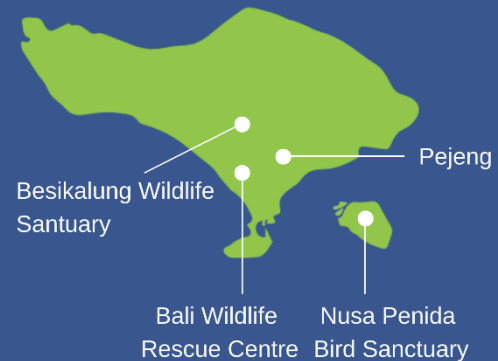 Pejeng
Besikalung Wildlife
Santuary
Bali Wildlife
Rescue Centre
Nusa Penida
Bird Sanctuary